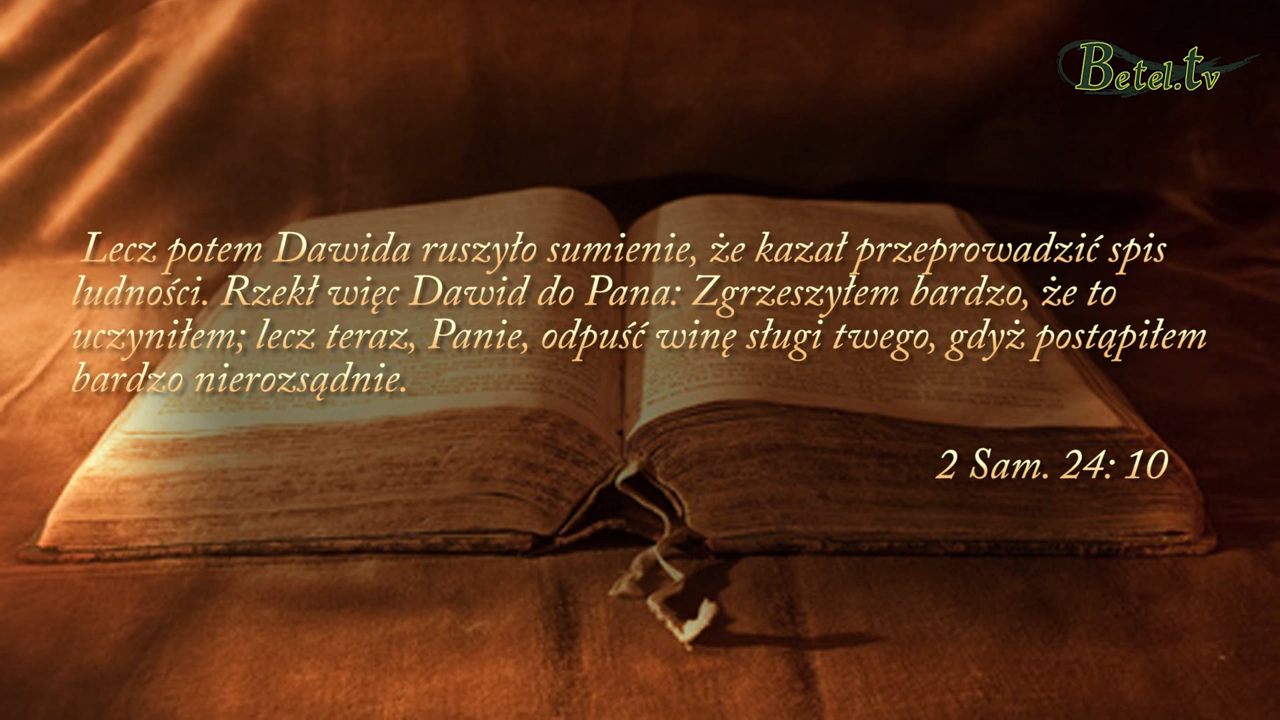 Betel.tv
Lecz potem Dawida ruszyło sumienie, że kazał przeprowadzić spis
ludności. Rzekł więc Dawid do Pana: Zgrzeszyłem bardzo, że to
uczyniłem; lecz teraz, Panie, odpuść winę sługi twego, gdyż postąpiłem
bardzo nierozsądnie.
2 Sam. 24: 10